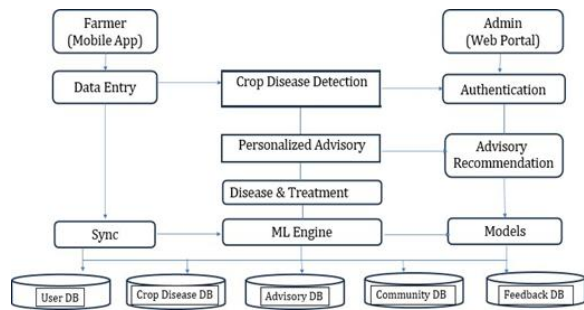 Farmer
(Mobile App)
Admin
(Web Portal)
Data Entry
Crop Disease Detection
Authentication
Personalized Advisory
Advisory
Recommendation
Disease & Treatment
Sync
ML Engine
Models
User DB
Crop Disease DB
Advisory DB
Community DB
Feedback DB